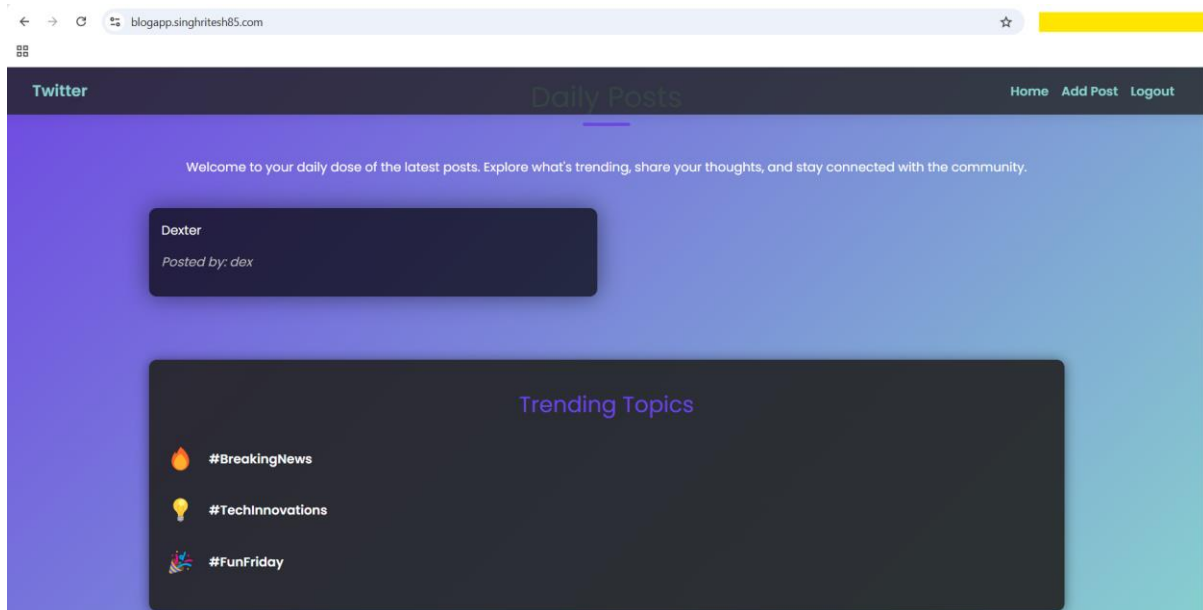 blogapp.singhritesh85.com
Twitter
Daily Posts
Home Add Post Logout
Welcome to your daily dose of the latest posts. Explore what's trending, share your thoughts, and stay connected with the community.
Dexter
Posted by: dex
Trending Topics
#BreakingNews
#TechInnovations
#FunFriday